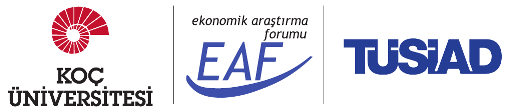 KOÇ
ÜNİVERSİTESİ
ekonomik araştırma
forumu
EAF
TÜSİAD